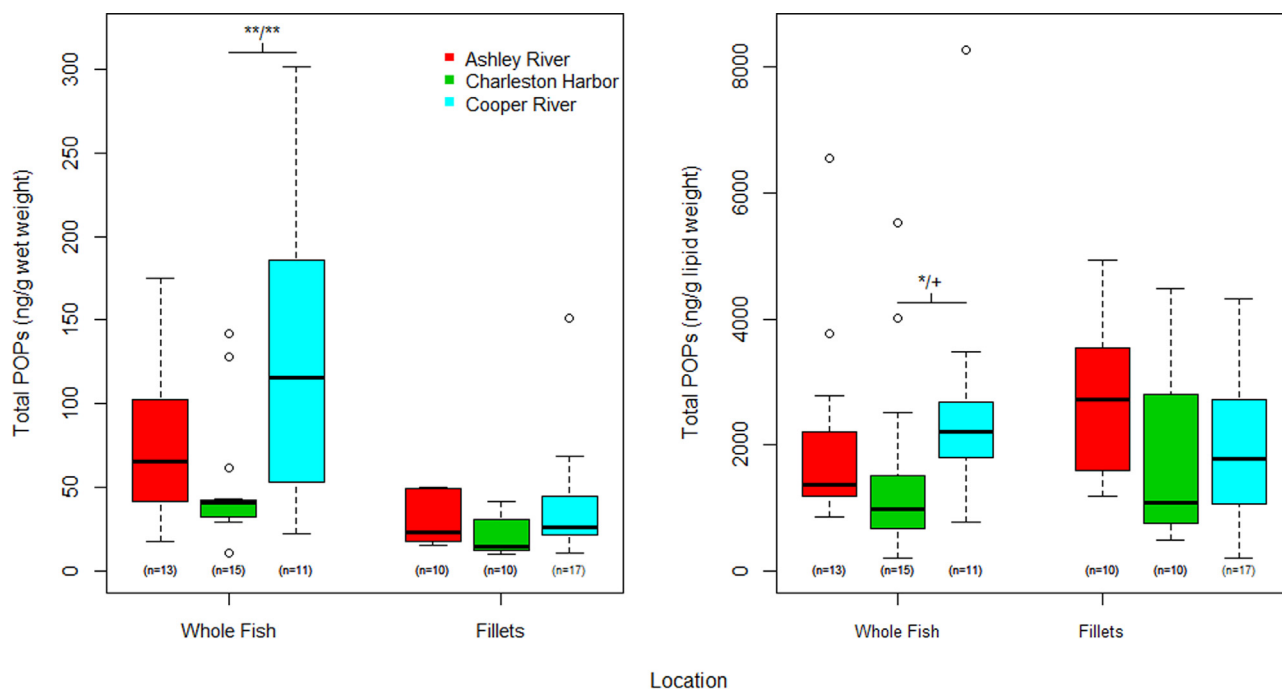 **/**
Ashley River
Charleston Harbor
Cooper River
Total POPs (ng/g wet weight)
300
250
200
150
100
50
0
(n=13) (n=15) (n=11) (n=10) (n=10) (n=17)
Whole Fish Fillets
Total POPs (ng/g lipid weight)
8000
6000
4000
2000
0
*/+
(n=13) (n=15) (n=11) (n=10) (n=10) (n=17)
Whole Fish Fillets
Location